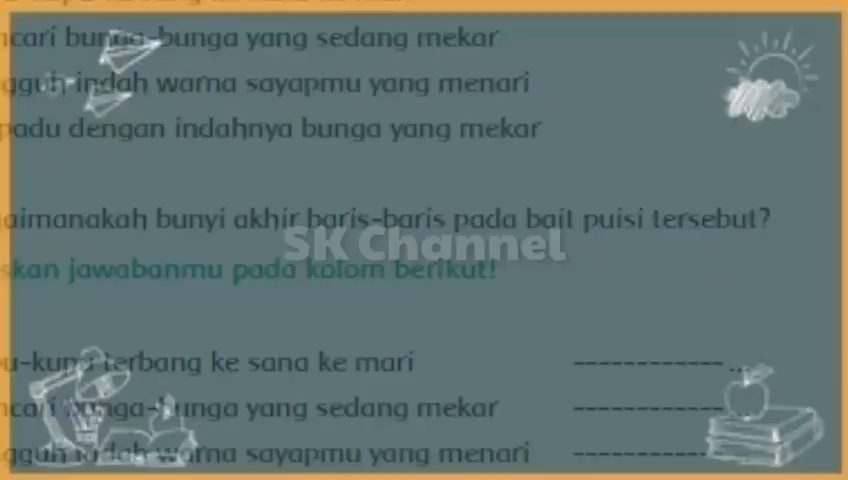 ncari bunga-bunga yang sedang mekar
gguh indah warna sayapmu yang menari
padu dengan indahnya bunga yang mekar
gaimanakah bunyi akhir baris-baris pada bait puisi tersebut?
SK Channel
skan jawabanmu pada kolom berikut!
u-kupu terbang ke sana ke mari ------------ ...
ncari bunga-bunga yang sedang mekar ------------
gguh indah warna sayapmu yang menari ------------